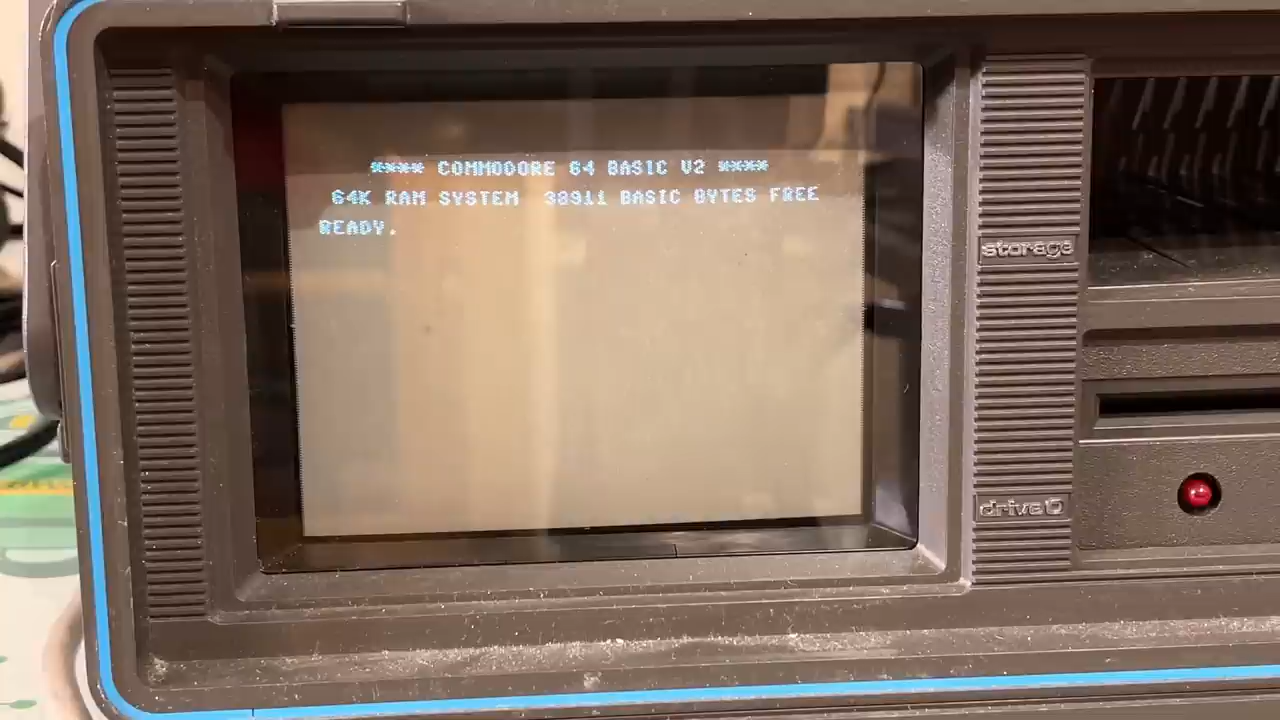 **** COMMODORE 64 BASIC V2 ****
64K RAM SYSTEM 38911 BASIC BYTES FREE
READY.
storage
drive 0